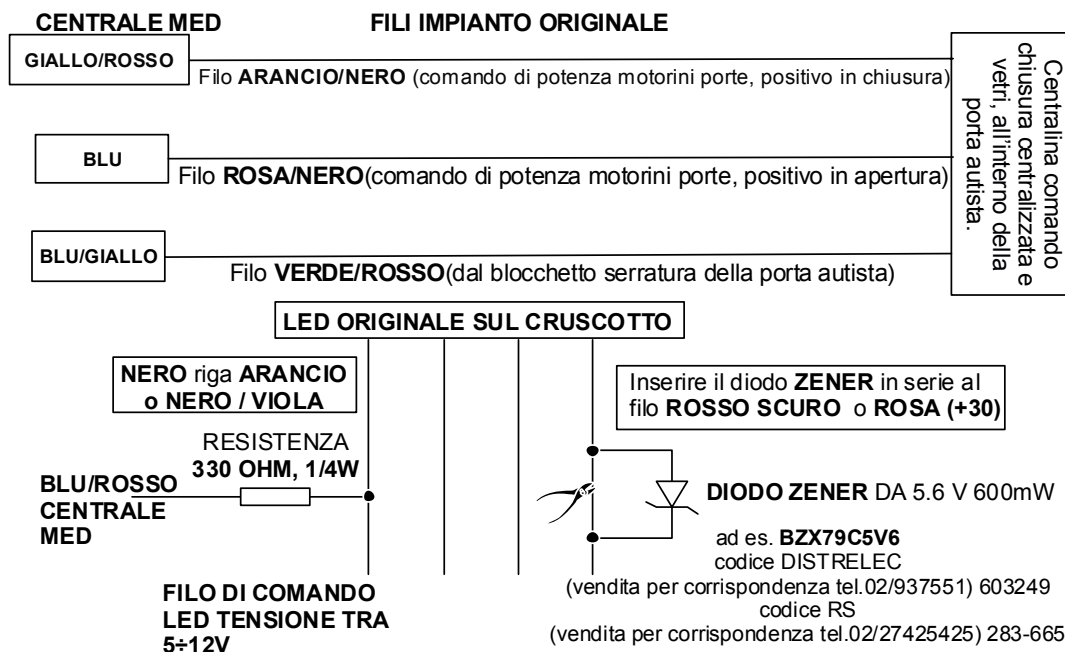 CENTRALE MED
FILI IMPIANTO ORIGINALE
GIALLO/ROSSO
Filo ARANCIO/NERO (comando di potenza motorini porte, positivo in chiusura)
BLU
Filo ROSA/NERO(comando di potenza motorini porte, positivo in apertura)
BLU/GIALLO
Filo VERDE/ROSSO(dal blocchetto serratura della porta autista)
Centralina comando
chiusura centralizzata e
vetri, all'interno della
porta autista.
LED ORIGINALE SUL CRUSCOTTO
NERO riga ARANCIO
o NERO / VIOLA
Inserire il diodo ZENER in serie al
filo ROSSO SCURO o ROSA (+30)
RESISTENZA
330 OHM, 1/4W
BLU/ROSSO
CENTRALE
MED
DIODO ZENER DA 5.6 V 600mW
ad es. BZX79C5V6
codice DISTRELEC
(vendita per corrispondenza tel.02/937551) 603249
codice RS
(vendita per corrispondenza tel.02/27425425) 283-665
FILO DI COMANDO
LED TENSIONE TRA
5÷12V